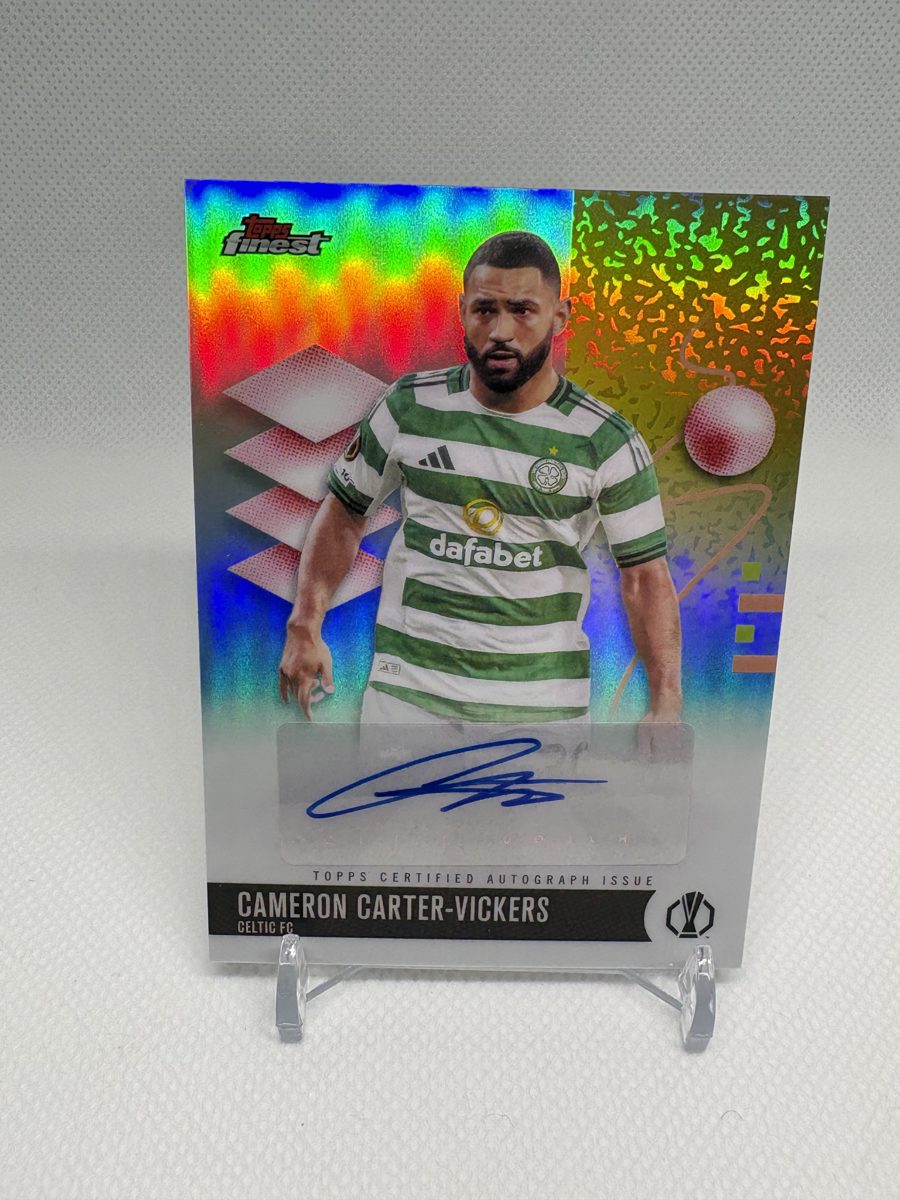 topps
finest
dafabet
TOPPS CERTIFIED AUTOGRAPH ISSUE
CAMERON CARTER-VICKERS
CELTIC FC